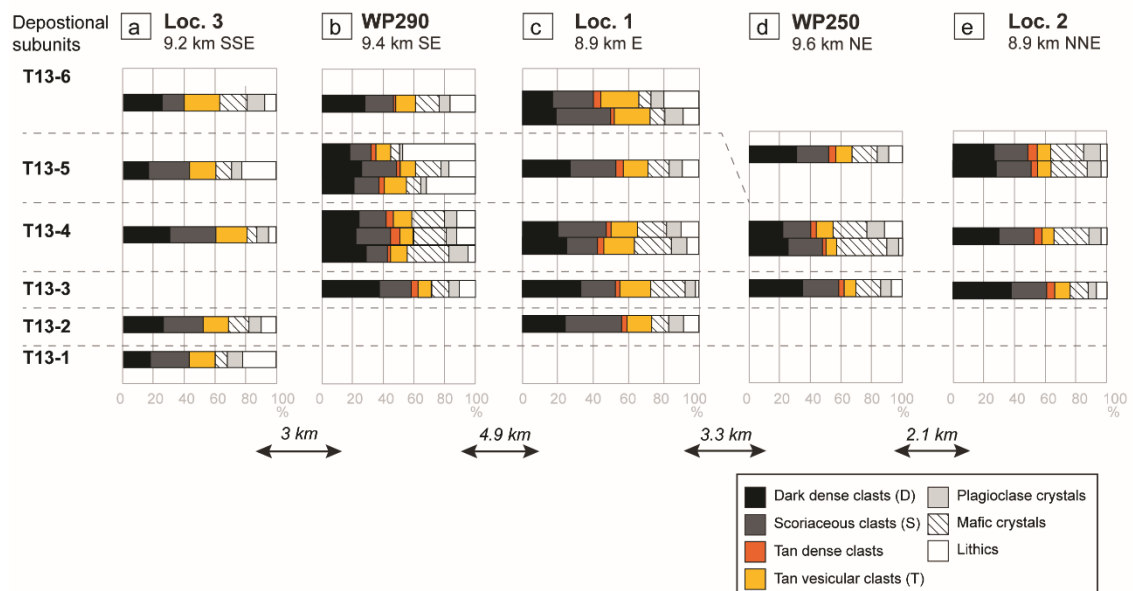 Depostional
subunits
a Loc. 3
9.2 km SSE
b WP290
9.4 km SE
c Loc. 1
8.9 km E
d WP250
9.6 km NE
e Loc. 2
8.9 km NNE
T13-6
T13-5
T13-4
T13-3
T13-2
T13-1
0 20 40 60 80 100
%
0 20 40 60 80 100
%
0 20 40 60 80 100
%
0 20 40 60 80 100
%
0 20 40 60 80 100
%
3 km
4.9 km
3.3 km
2.1 km
Dark dense clasts (D)
Scoriaceous clasts (S)
Tan dense clasts
Tan vesicular clasts (T)
Plagioclase crystals
Mafic crystals
Lithics